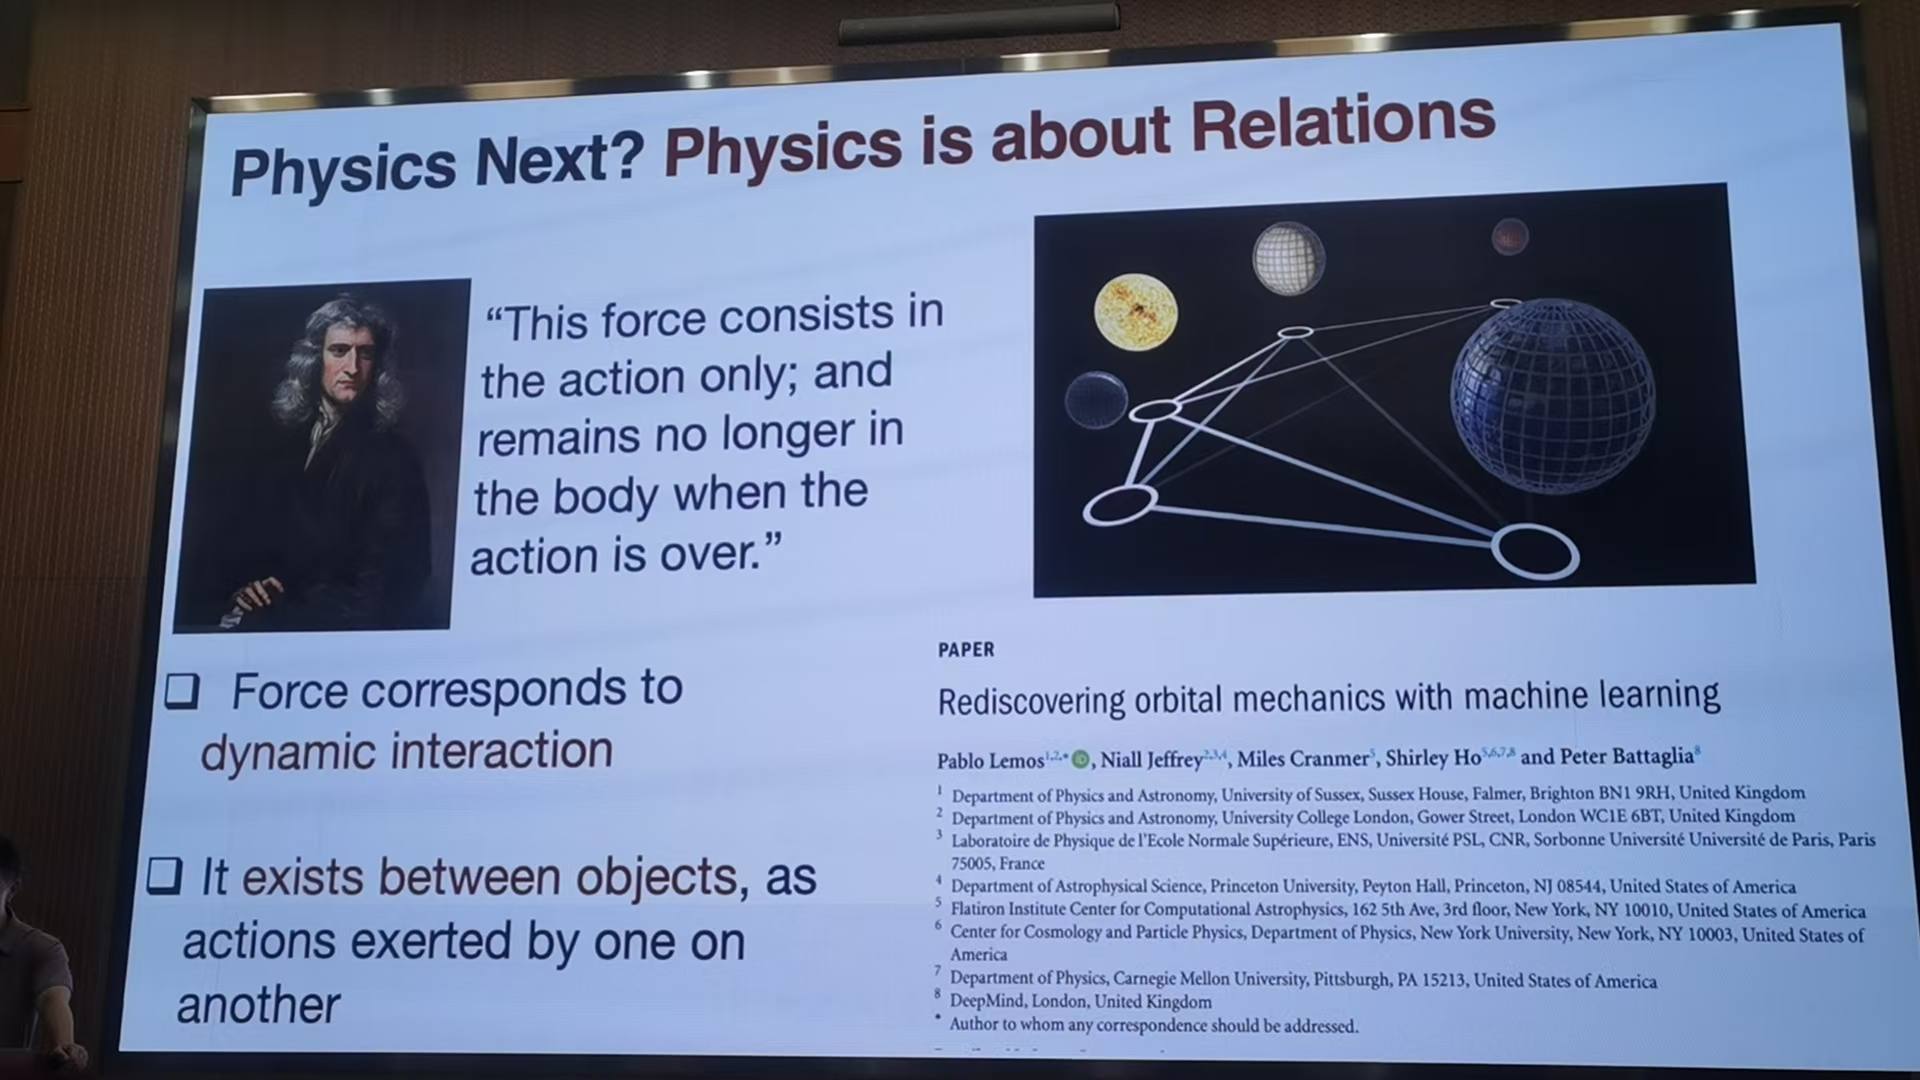 Physics Next? Physics is about Relations
“This force consists in
the action only; and
remains no longer in
the body when the
action is over.”
❑ Force corresponds to
dynamic interaction
❑ It exists between objects, as
actions exerted by one on
another
PAPER
Rediscovering orbital mechanics with machine learning
Pablo Lemos1,2,*, Niall Jeffrey2,3,4, Miles Cranmer5, Shirley Ho5,6,7,8 and Peter Battaglia8
1 Department of Physics and Astronomy, University of Sussex, Sussex House, Falmer, Brighton BN1 9RH, United Kingdom
2 Department of Physics and Astronomy, University College London, Gower Street, London WC1E 6BT, United Kingdom
3 Laboratoire de Physique de l'Ecole Normale Supérieure, ENS, Université PSL, CNR, Sorbonne Université Université de Paris, Paris
75005, France
4 Department of Astrophysical Science, Princeton University, Peyton Hall, Princeton, NJ 08544, United States of America
5 Flatiron Institute Center for Computational Astrophysics, 162 5th Ave, 3rd floor, New York, NY 10010, United States of America
6 Center for Cosmology and Particle Physics, Department of Physics, New York University, New York, NY 10003, United States of
America
7 Department of Physics, Carnegie Mellon University, Pittsburgh, PA 15213, United States of America
8 DeepMind, London, United Kingdom
* Author to whom any correspondence should be addressed.